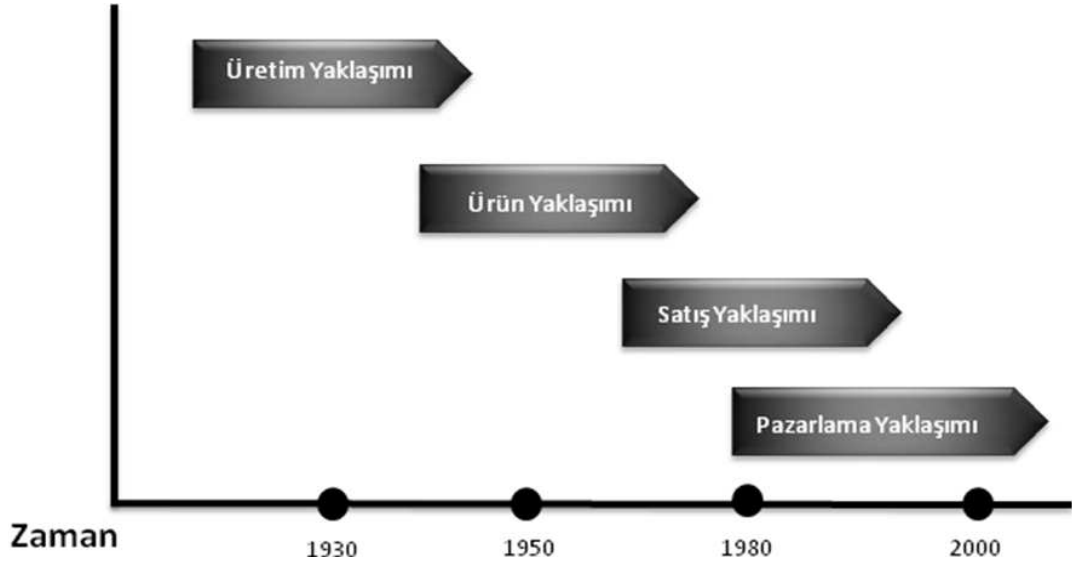 Üretim Yaklaşımı
Ürün Yaklaşımı
Satış Yaklaşımı
Pazarlama Yaklaşımı
Zaman
1930
1950
1980
2000